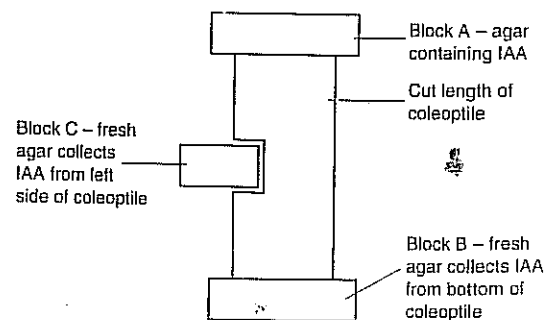 Block A – agar
containing IAA
Cut length of
coleoptile
Block C – fresh
agar collects
IAA from left
side of coleoptile
Block B – fresh
agar collects IAA
from bottom of
coleoptile